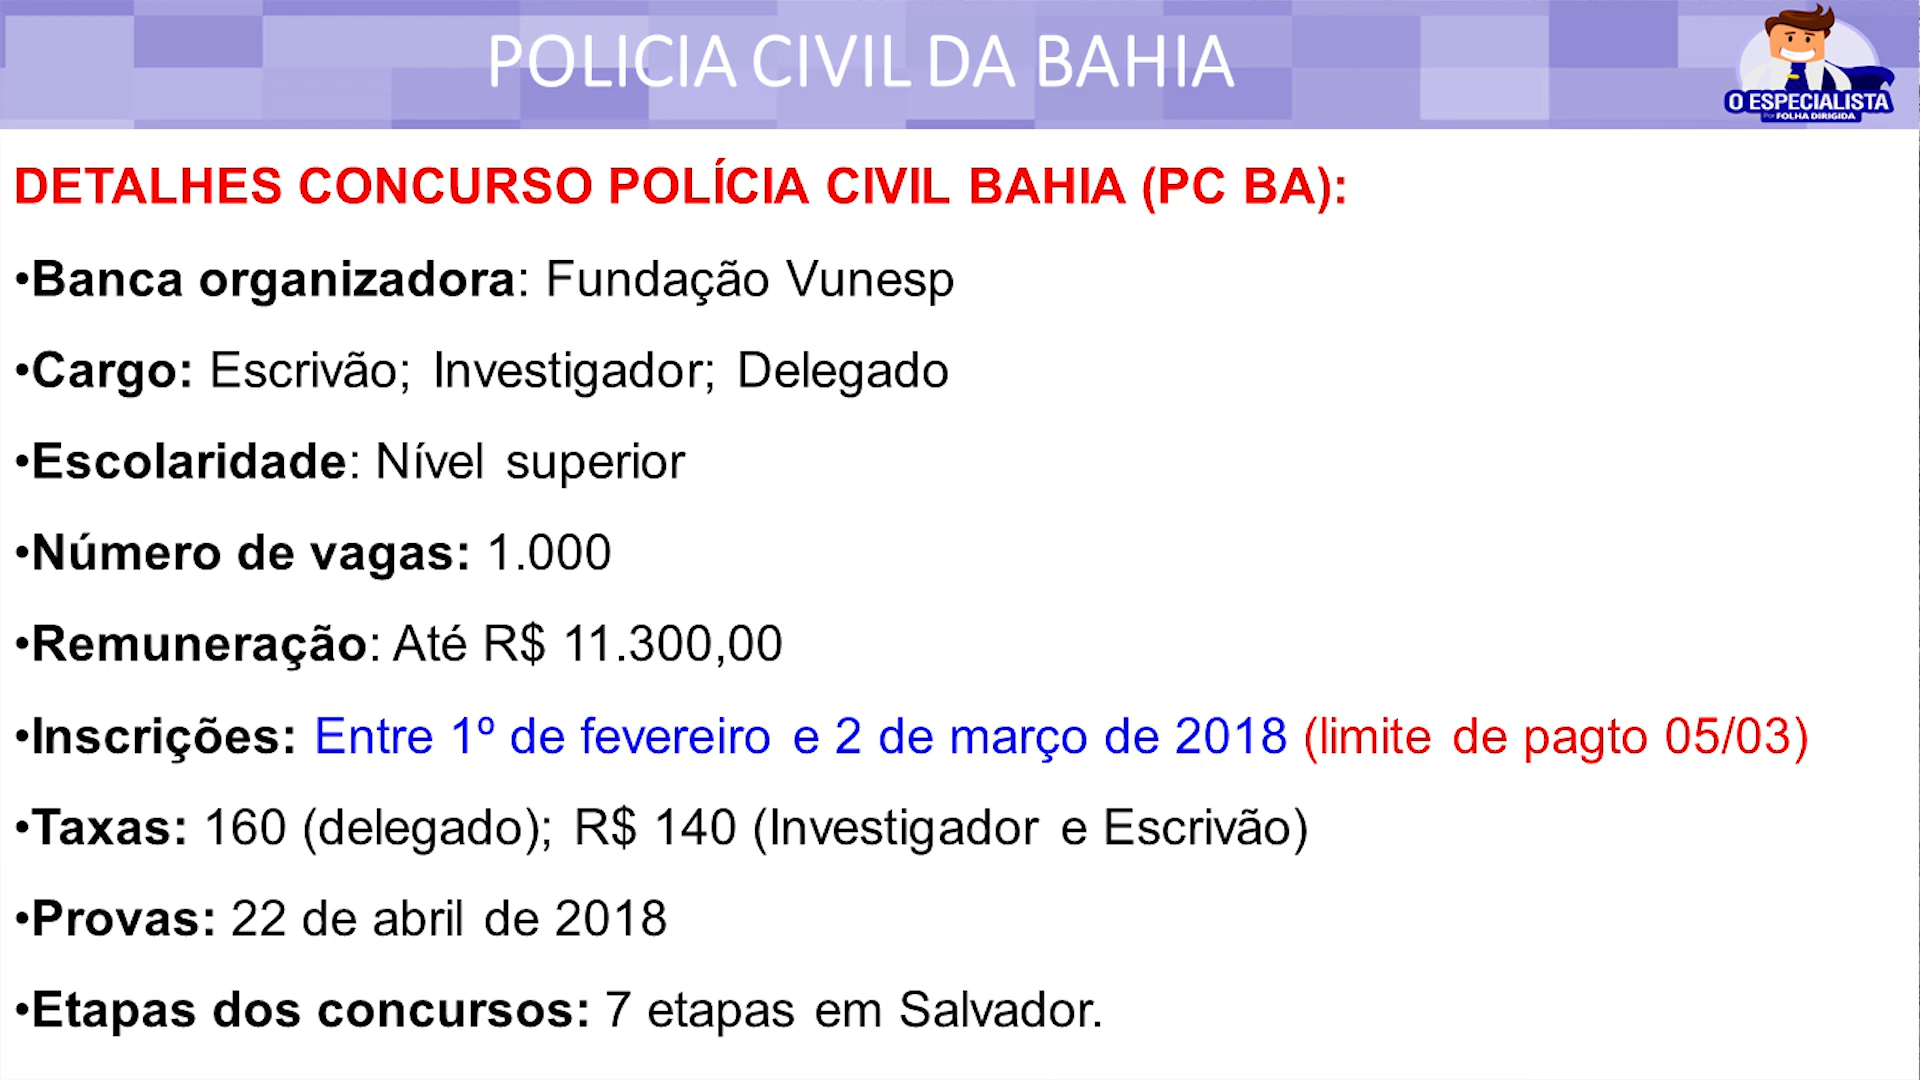 POLICIA CIVIL DA BAHIA
O ESPECIALISTA
Por FOLHA DIRIGIDA
DETALHES CONCURSO POLÍCIA CIVIL BAHIA (PC BA):
•Banca organizadora: Fundação Vunesp
•Cargo: Escrivão; Investigador; Delegado
•Escolaridade: Nível superior
•Número de vagas: 1.000
•Remuneração: Até R$ 11.300,00
•Inscrições: Entre 1º de fevereiro e 2 de março de 2018 (limite de pagto 05/03)
•Taxas: 160 (delegado); R$ 140 (Investigador e Escrivão)
•Provas: 22 de abril de 2018
•Etapas dos concursos: 7 etapas em Salvador.